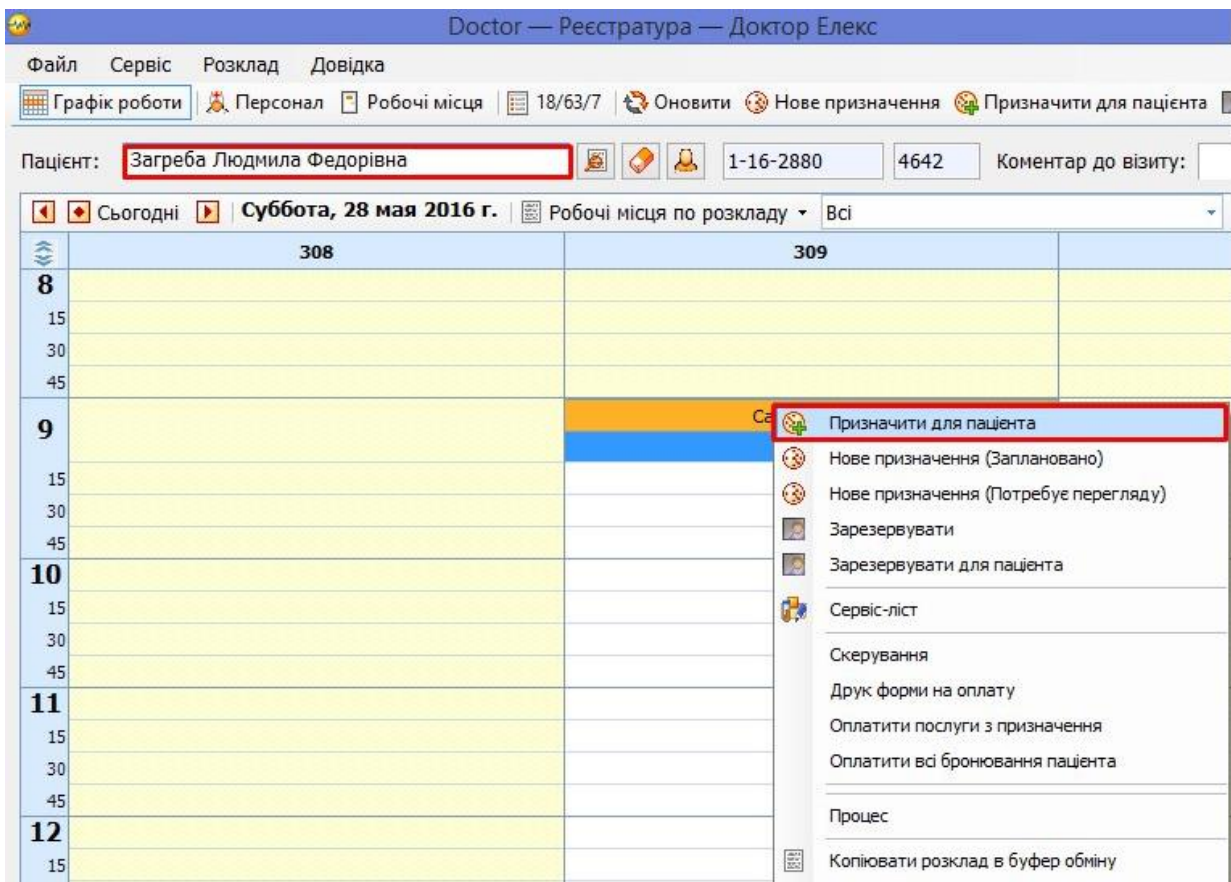 Doctor — Реєстратура — Доктор Елекс
Файл Сервіс Розклад Довідка
Графік роботи Персонал Робочі місця 18/63/7 Оновити Нове призначення Призначити для пацієнта
Пацієнт: Загреба Людмила Федорівна 1-16-2880 4642 Коментар до візиту:
Сьогодні Суббота, 28 мая 2016 г. Робочі місця по розкладу Всі
308 309
8
15
30
45
9
Са
Призначити для пацієнта
Нове призначення (Заплановано)
15
Нове призначення (Потребує перегляду)
30
Зарезервувати
45
Зарезервувати для пацієнта
10
15
Сервіс-ліст
30
Скерування
45
Друк форми на оплату
11
Оплатити послуги з призначення
15
Оплатити всі бронювання пацієнта
30
45
Процес
12
Копіювати розклад в буфер обміну
15